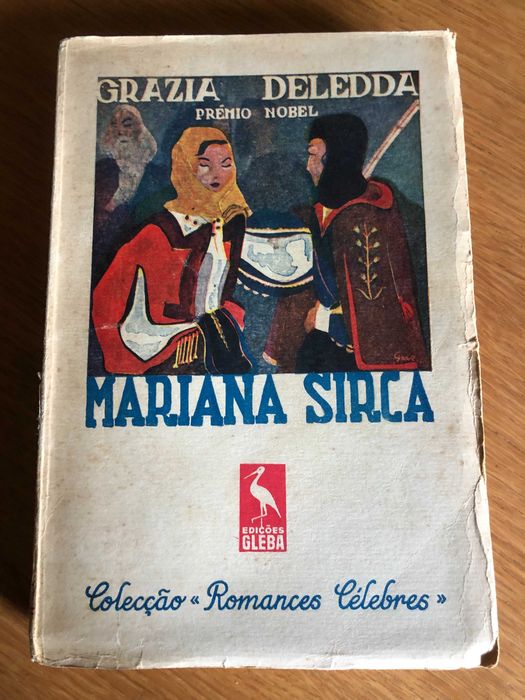 GRAZIA DELEDDA
PRÉMIO NOBEL
MARIANA SIRCA
EDIÇÕES
GLEBA
Colecção « Romances Célebres »